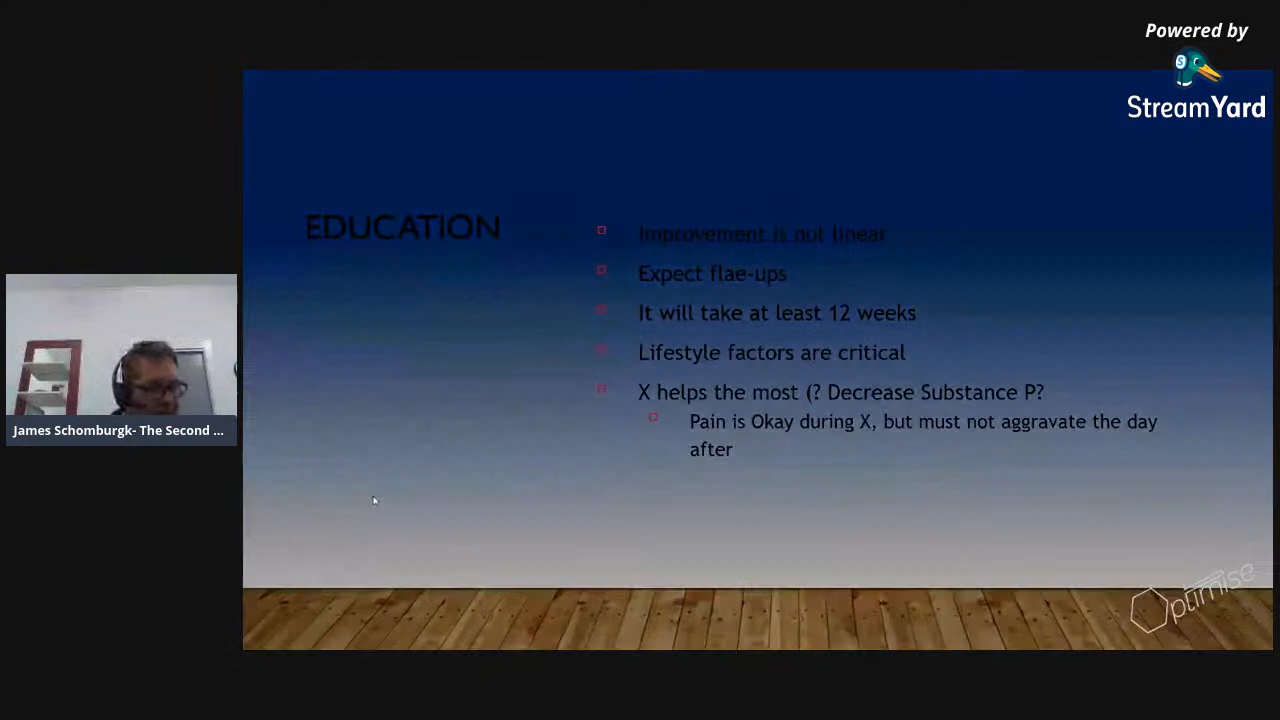 Powered by
StreamYard
EDUCATION
Improvement is not linear
Expect flae-ups
It will take at least 12 weeks
Lifestyle factors are critical
X helps the most (? Decrease Substance P?
Pain is Okay during X, but must not aggravate the day
after
James Schomburgk- The Second ...
Optimise